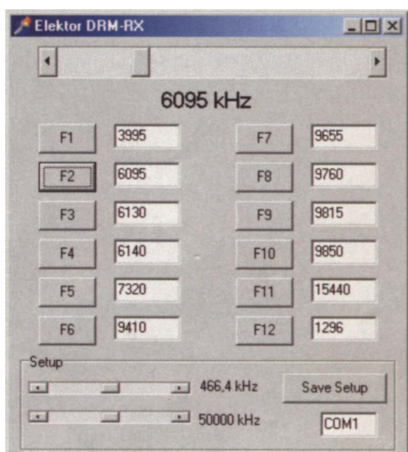 Elektor DRM-RX
6095 kHz
F1 3995 F7 9655
F2 6095 F8 9760
F3 6130 F9 9815
F4 6140 F10 9850
F5 7320 F11 15440
F6 9410 F12 1296
Setup
466,4 kHz Save Setup
50000 kHz COM1